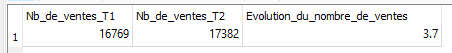 Nb_de_ventes_T1 Nb_de_ventes_T2 Evolution_du_nombre_de_ventes
1 16769 17382 3.7